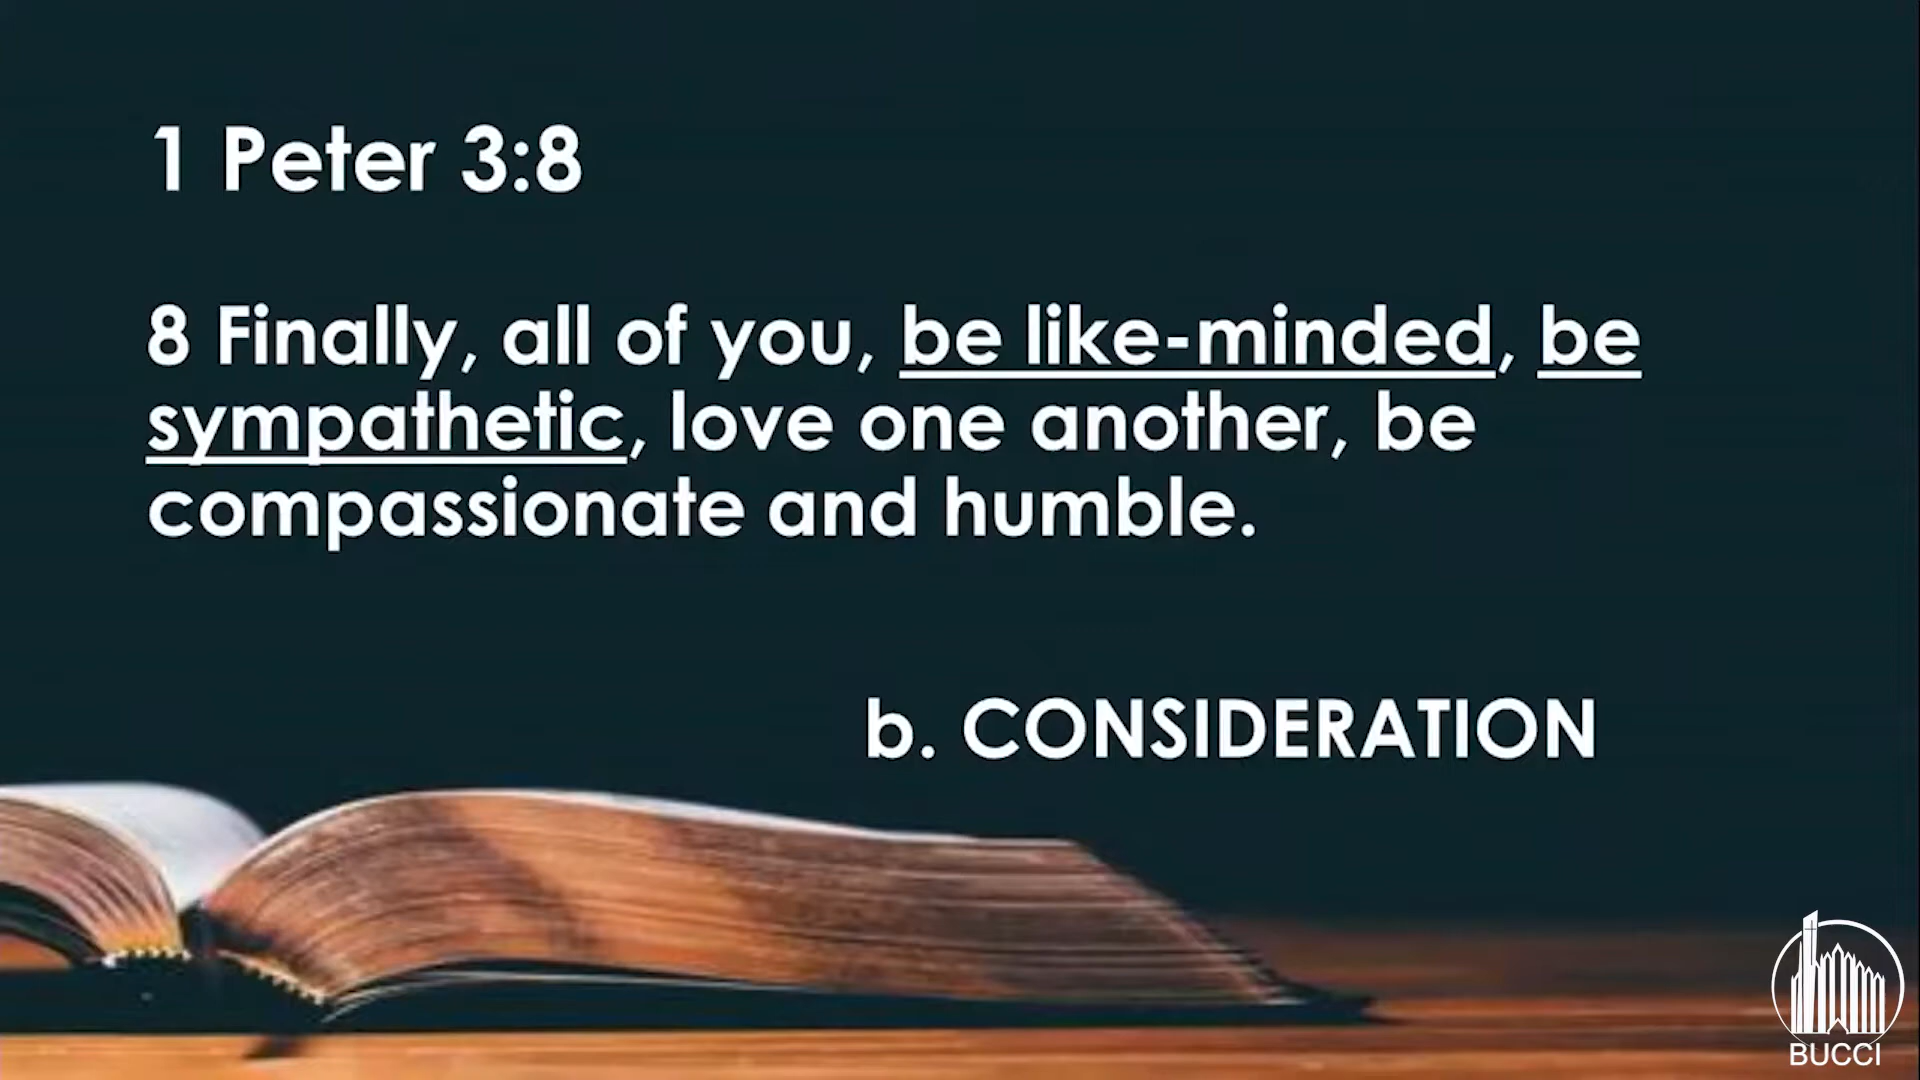 1 Peter 3:8
8 Finally, all of you, be like-minded, be
sympathetic, love one another, be
compassionate and humble.
b. CONSIDERATION
BUCCI